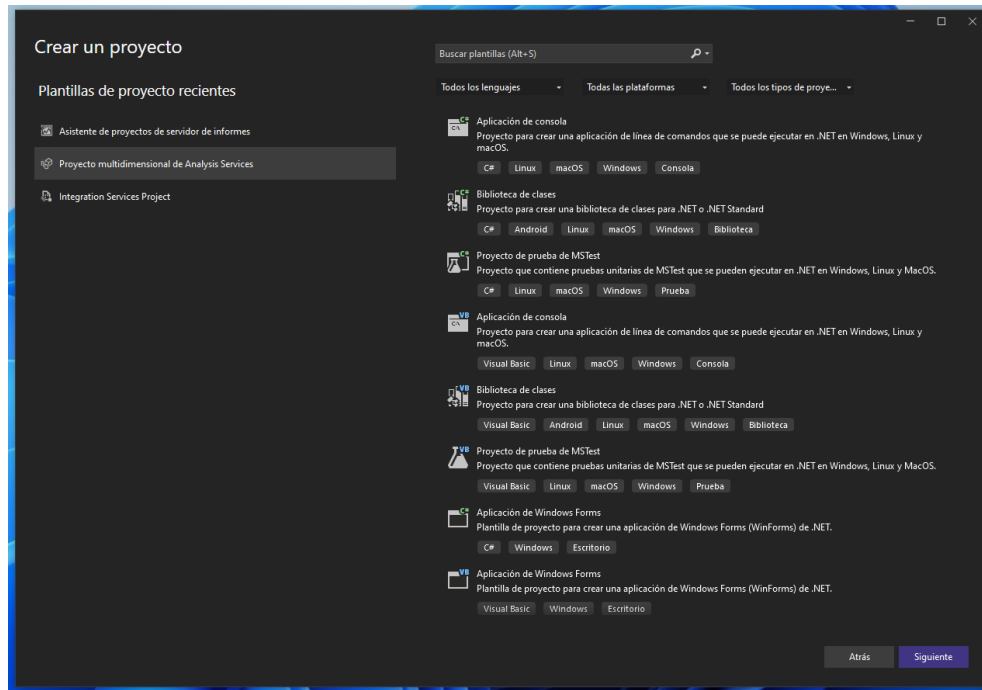 Crear un proyecto
Plantillas de proyecto recientes
Asistente de proyectos de servidor de informes
Proyecto multidimensional de Analysis Services
Integration Services Project
Buscar plantillas (Alt+S)
Todos los lenguajes Todas las plataformas Todos los tipos de proye...
Aplicación de consola
Proyecto para crear una aplicación de línea de comandos que se puede ejecutar en .NET en Windows, Linux y
macOS.
C# Linux macOS Windows Consola
Biblioteca de clases
Proyecto para crear una biblioteca de clases para .NET o .NET Standard
C# Android Linux macOS Windows Biblioteca
Proyecto de prueba de MSTest
Proyecto que contiene pruebas unitarias de MSTest que se pueden ejecutar en .NET en Windows, Linux y MacOS.
C# Linux macOS Windows Prueba
Aplicación de consola
Proyecto para crear una aplicación de línea de comandos que se puede ejecutar en .NET en Windows, Linux y
macOS.
Visual Basic Linux macOS Windows Consola
Biblioteca de clases
Proyecto para crear una biblioteca de clases para .NET o .NET Standard
Visual Basic Android Linux macOS Windows Biblioteca
Proyecto de prueba de MSTest
Proyecto que contiene pruebas unitarias de MSTest que se pueden ejecutar en .NET en Windows, Linux y MacOS.
Visual Basic Linux macOS Windows Prueba
Aplicación de Windows Forms
Plantilla de proyecto para crear una aplicación de Windows Forms (WinForms) de .NET.
C# Windows Escritorio
Aplicación de Windows Forms
Plantilla de proyecto para crear una aplicación de Windows Forms (WinForms) de .NET.
Visual Basic Windows Escritorio
Atrás Siguiente